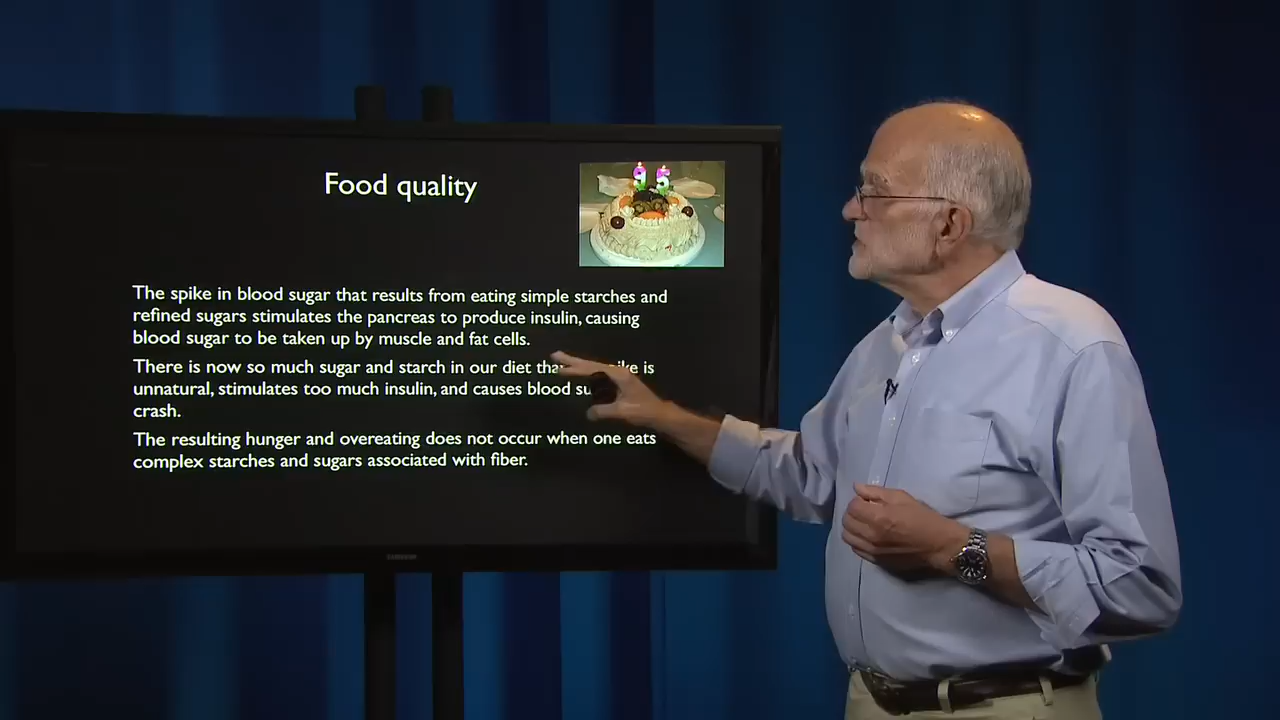 Food quality
95
The spike in blood sugar that results from eating simple starches and
refined sugars stimulates the pancreas to produce insulin, causing
blood sugar to be taken up by muscle and fat cells.
There is now so much sugar and starch in our diet is
unnatural, stimulates too much insulin, and causes blood
crash.
The resulting hunger and overeating does not occur when one eats
complex starches and sugars associated with fiber.
SAMSUNG